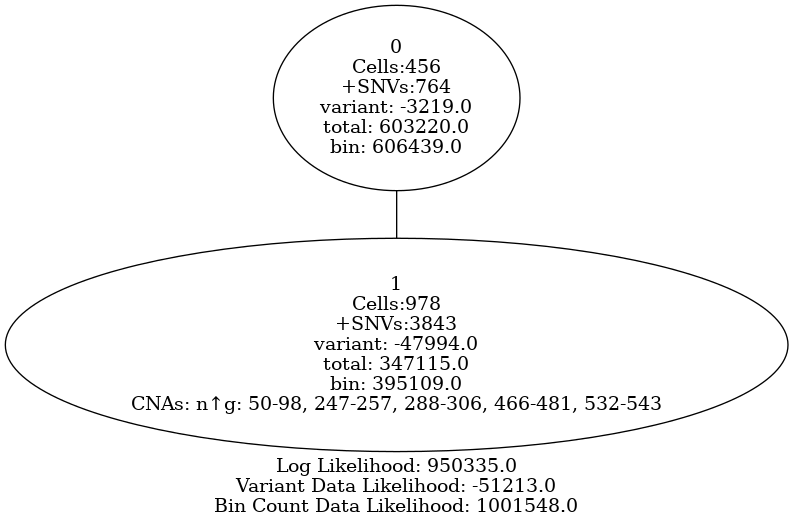 0
Cells:456
+SNVs:764
variant: -3219.0
total: 603220.0
bin: 606439.0
1
Cells:978
+SNVs:3843
variant: -47994.0
total: 347115.0
bin: 395109.0
CNAs: n↑g: 50-98, 247-257, 288-306, 466-481, 532-543
Log Likelihood: 950335.0
Variant Data Likelihood: -51213.0
Bin Count Data Likelihood: 1001548.0